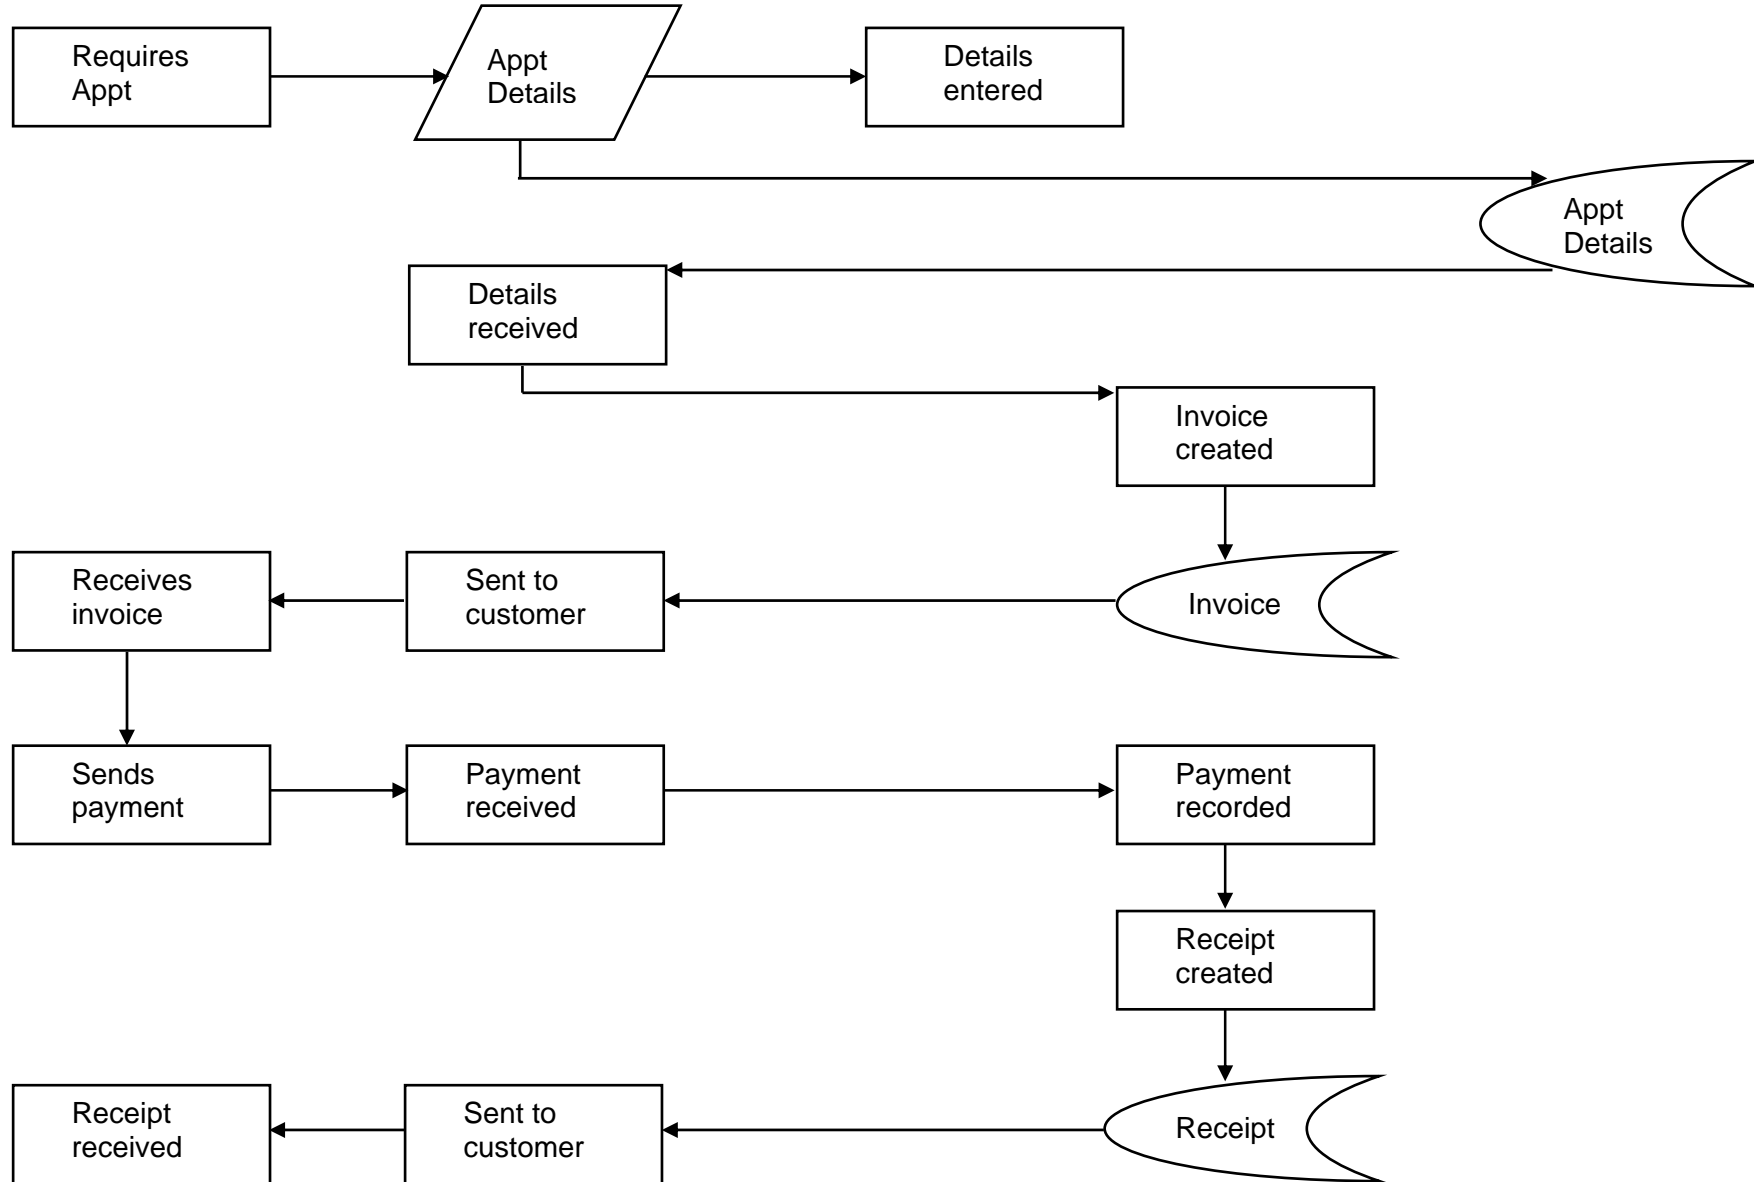 Requires
Appt
Appt
Details
Details
entered
Appt
Details
Details
received
Invoice
created
Receives
invoice
Sent to
customer
Invoice
Sends
payment
Payment
received
Payment
recorded
Receipt
created
Receipt
received
Sent to
customer
Receipt